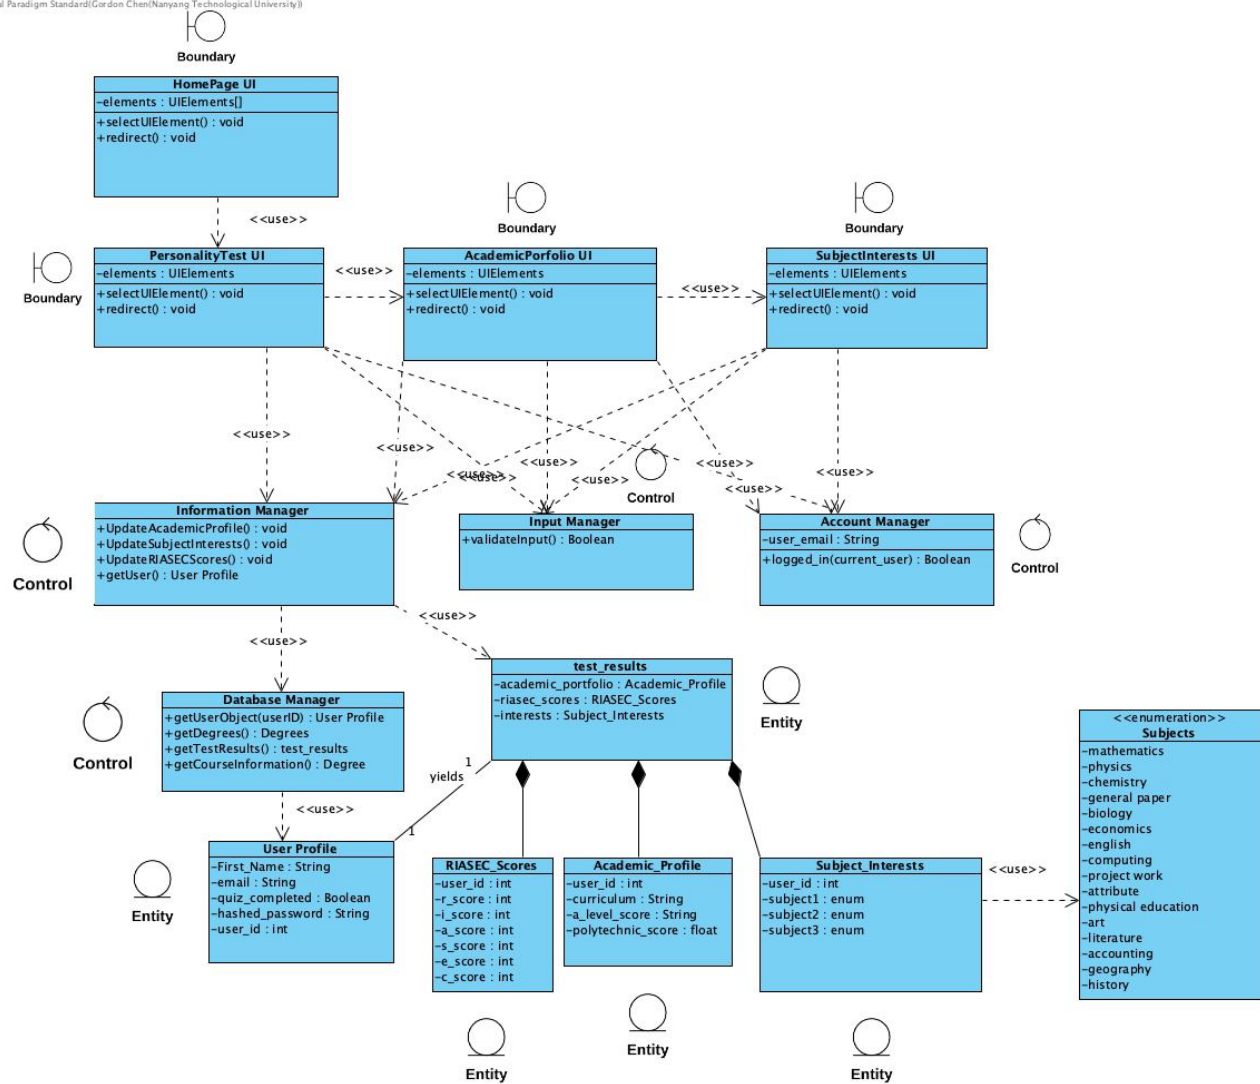 l Paradigm Standard(Gordon Chen(Nanyang Technological University))
Boundary
HomePage UI
-elements : UIElements[]
+selectUIElement() : void
+redirect() : void
<<use>>
Boundary
Boundary
Boundary
PersonalityTest UI
-elements : UIElements
+selectUIElement() : void
+redirect() : void
<<use>>
AcademicPorfolio UI
-elements : UIElements
+selectUIElement() : void
+redirect() : void
<<use>>
SubjectInterests UI
-elements : UIElements
+selectUIElement() : void
+redirect() : void
<<use>>
<<use>>
<<use>>
<<use>>
<<use>>
<<use>>
<<use>>
<<use>>
<<use>>
Control
Control
Control
Information Manager
+UpdateAcademicProfile() : void
+UpdateSubjectInterests() : void
+UpdateRIASECScores() : void
+getUser() : User Profile
Input Manager
+validateInput() : Boolean
Account Manager
-user_email : String
+logged_in(current_user) : Boolean
<<use>>
<<use>>
Control
Database Manager
+getUserObject(userID) : User Profile
+getDegrees() : Degrees
+getTestResults() : test_results
+getCourseInformation() : Degree
test_results
-academic_portfolio : Academic_Profile
-riasec_scores : RIASEC_Scores
-interests : Subject_Interests
Entity
1
yields
1
<<use>>
Entity
User Profile
-First_Name : String
-email : String
-quiz_completed : Boolean
-hashed_password : String
-user_id : int
RIASEC_Scores
-user_id : int
-r_score : int
-i_score : int
-a_score : int
-s_score : int
-e_score : int
-c_score : int
Entity
Academic_Profile
-user_id : int
-curriculum : String
-a_level_score : String
-polytechnic_score : float
Entity
Subject_Interests
-user_id : int
-subject1 : enum
-subject2 : enum
-subject3 : enum
Entity
<<use>>
<<enumeration>>
Subjects
-mathematics
-physics
-chemistry
-general paper
-biology
-economics
-english
-computing
-project work
-attribute
-physical education
-art
-literature
-accounting
-geography
-history